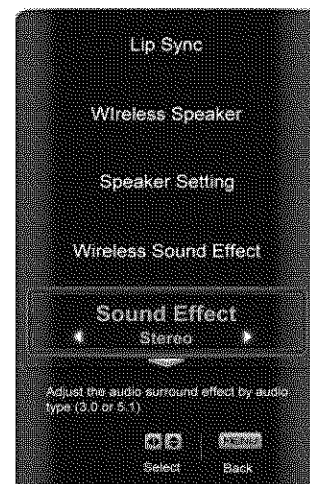 Lip Sync
WIreless Speaker
Speaker Setting
Wireless Sound Effect
Sound Effect
Stereo
Adjust the audio surround effect by audio
type (3.0 or 5.1)
MENU
Select Back